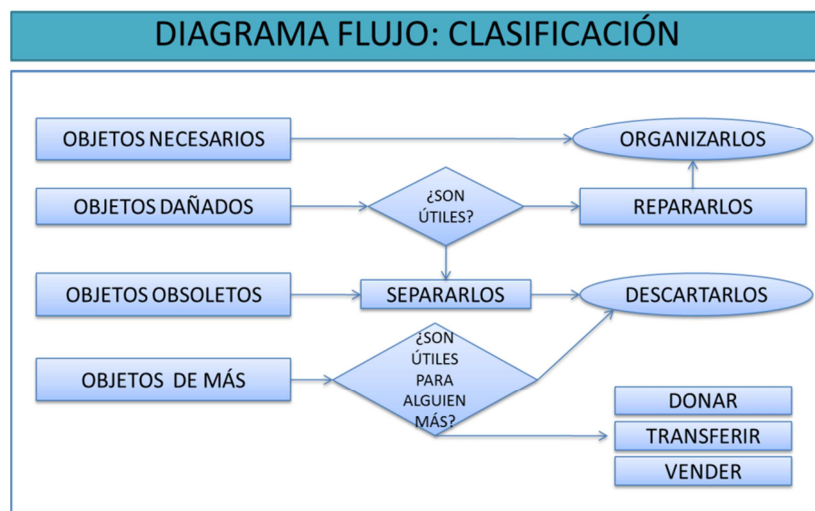 DIAGRAMA FLUJO: CLASIFICACIÓN
OBJETOS NECESARIOS
ORGANIZARLOS
OBJETOS DAÑADOS
¿SON
ÚTILES?
REPARARLOS
OBJETOS OBSOLETOS
SEPARARLOS
DESCARTARLOS
OBJETOS DE MÁS
¿SON
ÚTILES
PARA
ALGUIEN
MÁS?
DONAR
TRANSFERIR
VENDER